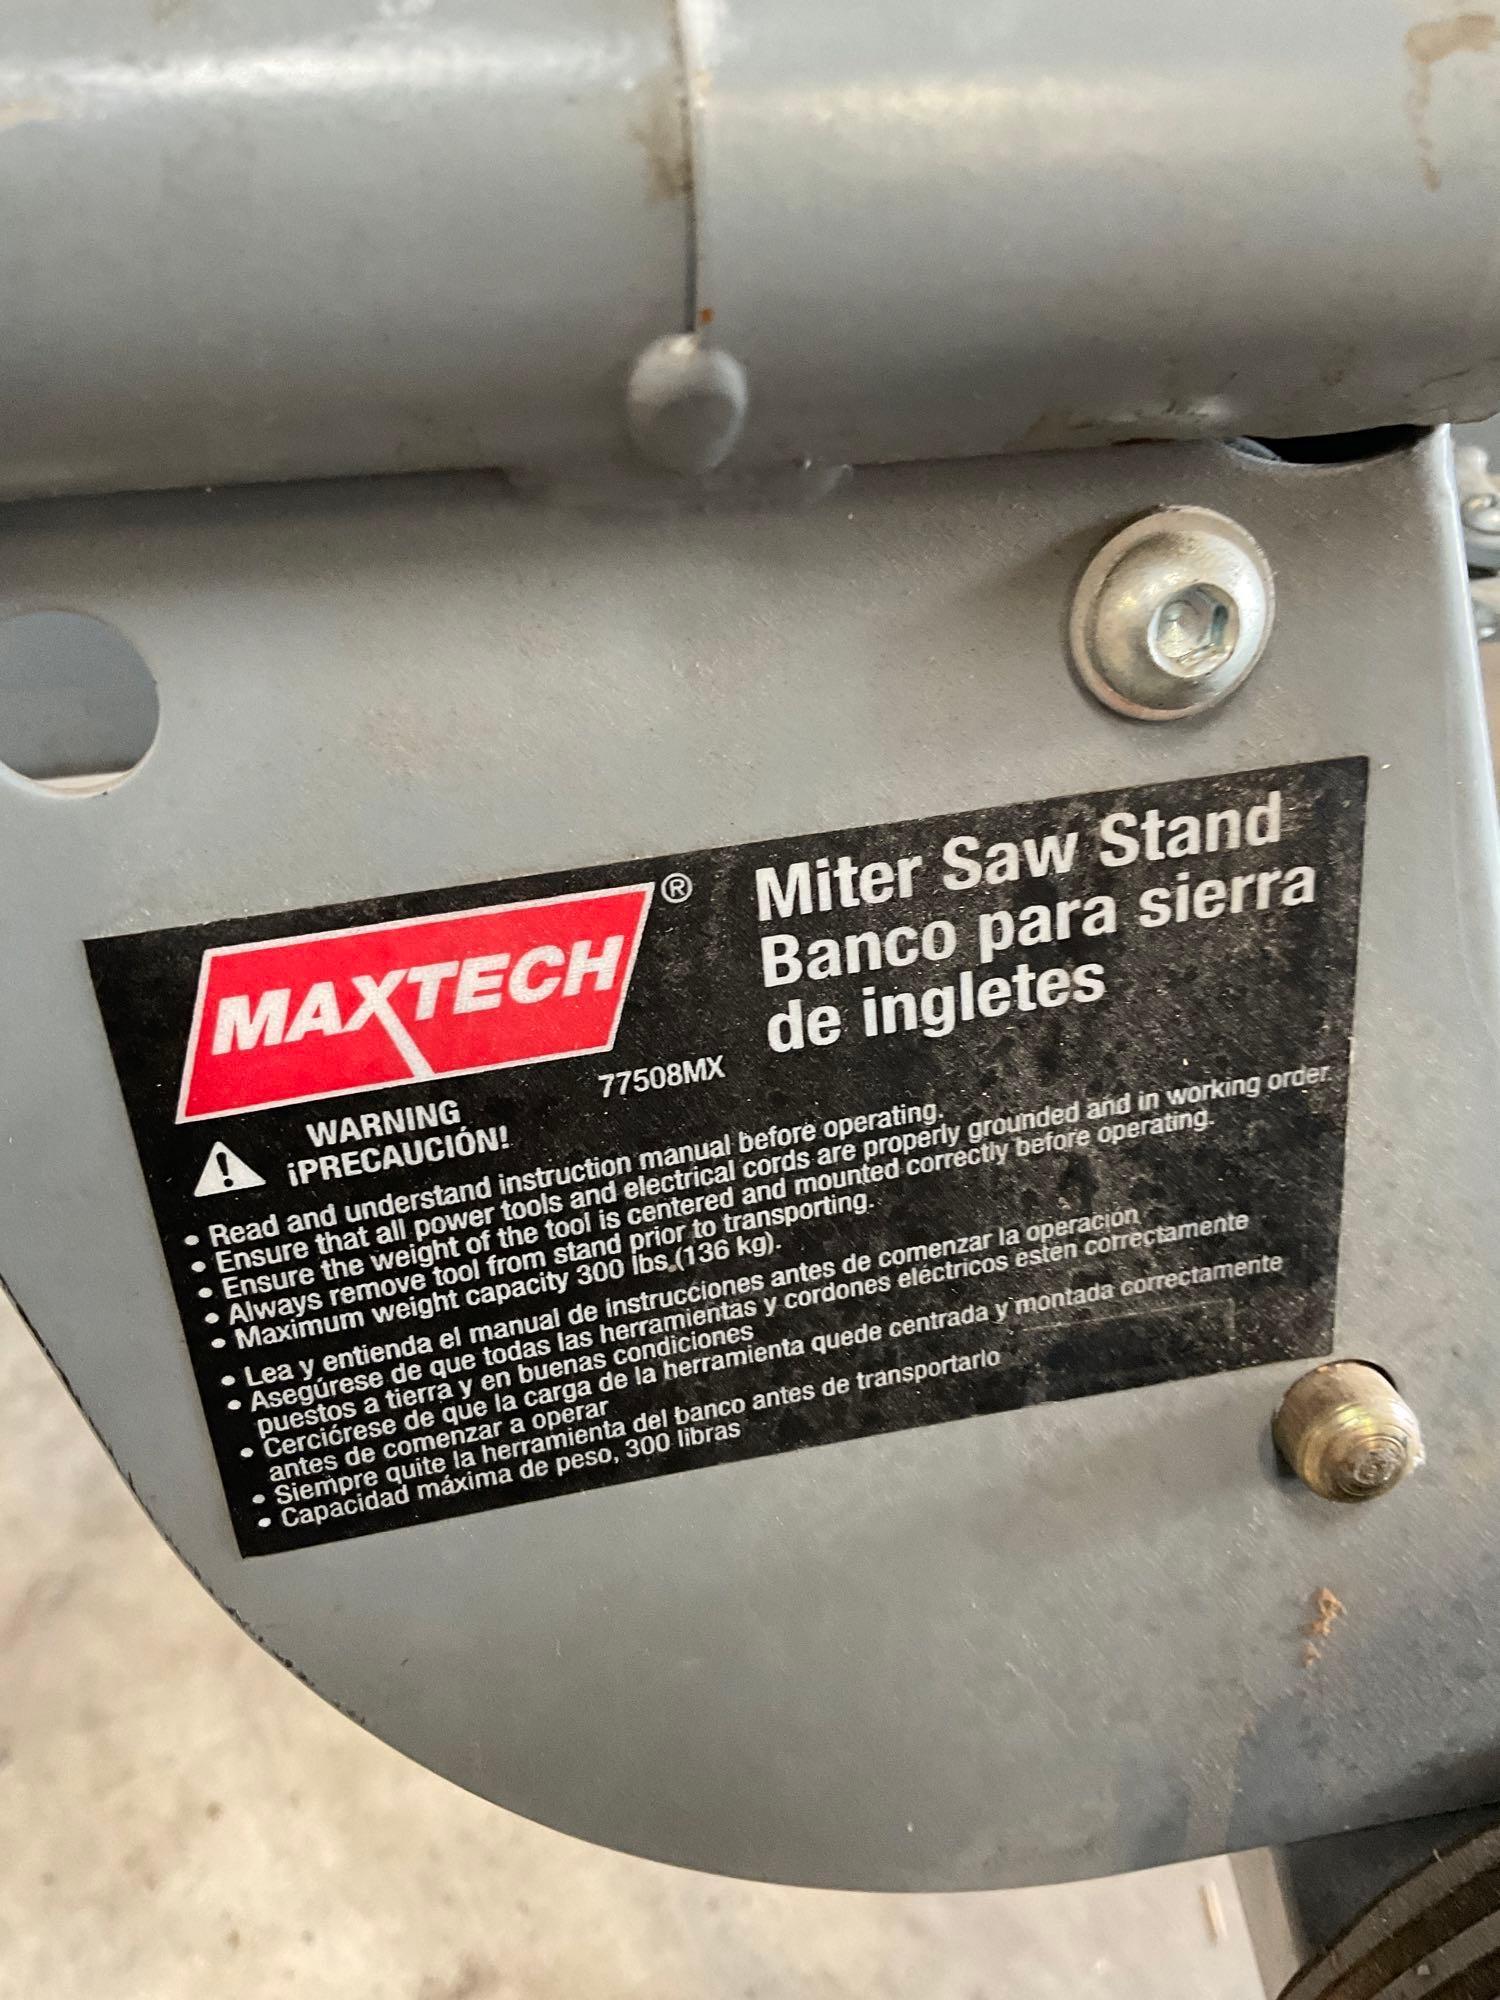 MAXTECH®
77508MX
Miter Saw Stand
Banco para sierra
de ingletes
WARNING
¡PRECAUCIÓN!
• Read and understand instruction manual before operating.
• Ensure that all power tools and electrical cords are properly grounded and in working order.
• Ensure the weight of the tool is centered and mounted correctly before operating.
• Always remove tool from stand prior to transporting.
• Maximum weight capacity 300 lbs.(136 kg).
• Lea y entienda el manual de instrucciones antes de comenzar la operación
• Asegúrese de que todas las herramientas y cordones eléctricos estén correctamente
puestos a tierra y en buenas condiciones
• Cerciórese de que la carga de la herramienta quede centrada y montada correctamente
antes de comenzar a operar
• Siempre quite la herramienta del banco antes de transportarlo
• Capacidad máxima de peso, 300 libras